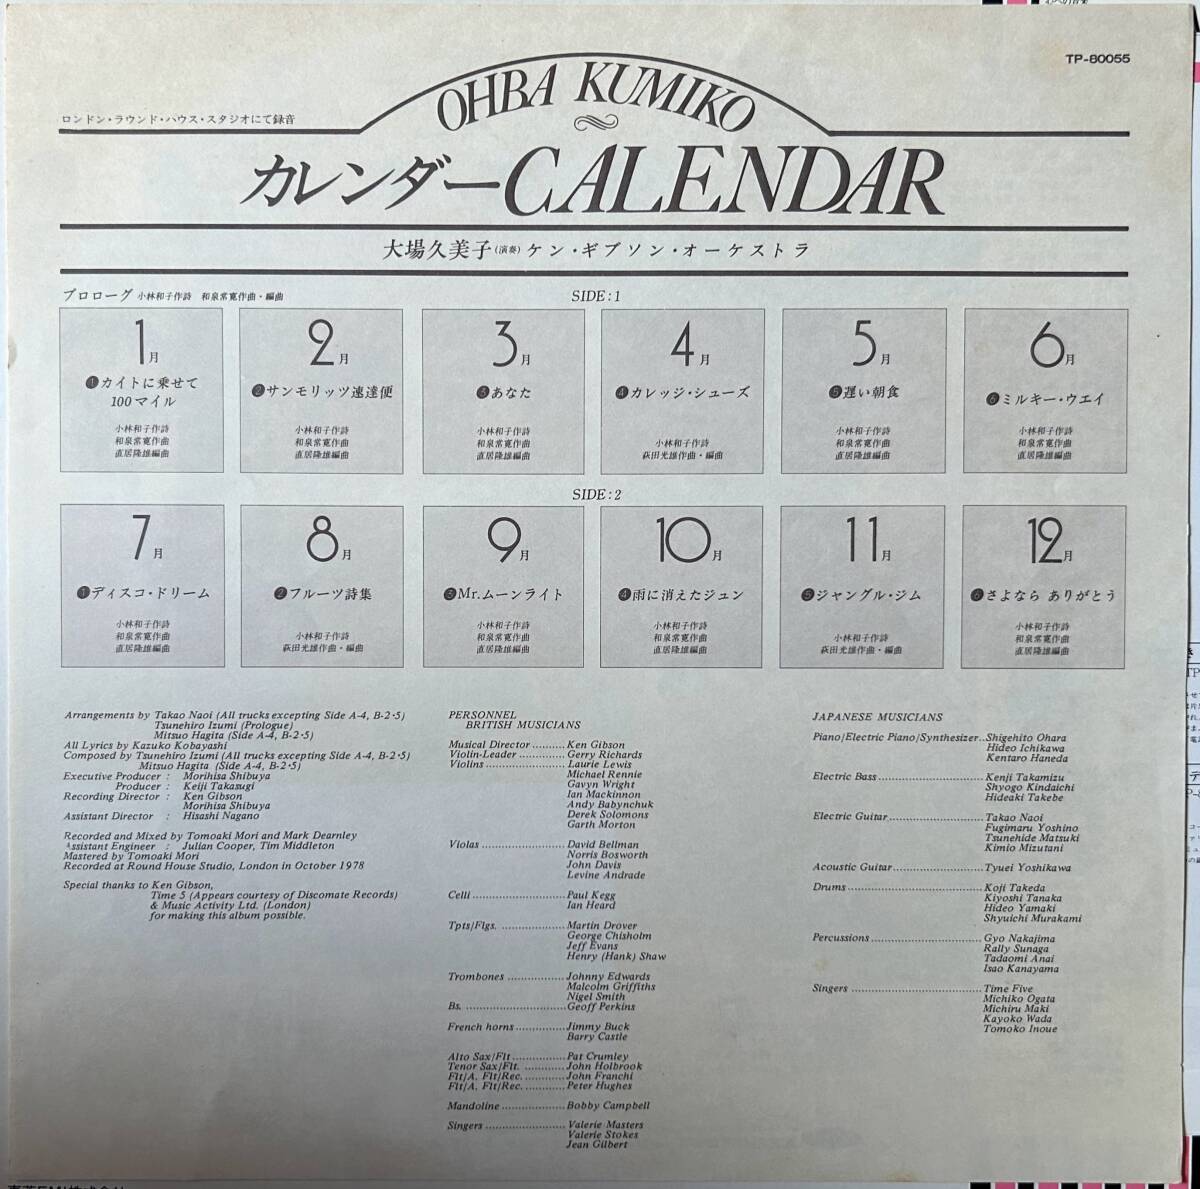 TP-80055
OHBA KUMIKO
ロンドン・ラウンド・ハウス・スタジオにて録音
カレンダーCALENDAR
大場久美子(演奏)ケン・ギブソン・オーケストラ
プロローグ 小林和子作詩 和泉常寛作曲・編曲
SIDE:1
1月
❶カイトに乗せて
100マイル
小林和子作詩
和泉常寛作曲
直居隆雄編曲
2月
❷サンモリッツ速達便
小林和子作詩
和泉常寛作曲
直居隆雄編曲
3月
❸あなた
小林和子作詩
和泉常寛作曲
直居隆雄編曲
4月
❹カレッジ・シューズ
小林和子作詩
萩田光雄作曲・編曲
5月
❺遅い朝食
小林和子作詩
和泉常寛作曲
直居隆雄編曲
6月
❻ミルキー・ウエイ
小林和子作詩
和泉常寛作曲
直居隆雄編曲
SIDE:2
7月
❶ディスコ・ドリーム
小林和子作詩
和泉常寛作曲
直居隆雄編曲
8月
❷フルーツ詩集
小林和子作詩
萩田光雄作曲・編曲
9月
❸Mr.ムーンライト
小林和子作詩
和泉常寛作曲
直居隆雄編曲
10月
❹雨に消えたジュン
小林和子作詩
和泉常寛作曲
直居隆雄編曲
11月
❺ジャングル・ジム
小林和子作詩
萩田光雄作曲・編曲
12月
❻さよなら ありがとう
小林和子作詩
和泉常寛作曲
直居隆雄編曲
Arrangements by Takao Naoi (All trucks excepting Side A-4, B-2・5)
Tsunehiro Izumi (Prologue)
Mitsuo Hagita (Side A-4, B-2・5)
All Lyrics by Kazuko Kobayashi
Composed by Tsunehiro Izumi (All trucks excepting Side A-4, B-2・5)
Mitsuo Hagita (Side A-4, B-2・5)
Executive Producer : Morihisa Shibuya
Producer : Keiji Takasugi
Recording Director : Ken Gibson
Morihisa Shibuya
Assistant Director : Hisashi Nagano
Recorded and Mixed by Tomoaki Mori and Mark Dearnley
Assistant Engineer : Julian Cooper, Tim Middleton
Mastered by Tomoaki Mori
Recorded at Round House Studio, London in October 1978
Special thanks to Ken Gibson,
Time 5 (Appears courtesy of Discomate Records)
& Music Activity Ltd. (London)
for making this album possible.
PERSONNEL
BRITISH MUSICIANS
Musical Director .......... Ken Gibson
Violin-Leader .............. Gerry Richards
Violins ...................... Laurie Lewis
Michael Rennie
Gavyn Wright
Ian Mackinnon
Andy Babynchuk
Derek Solomons
Garth Morton
Violas ...................... David Bellman
Norris Bosworth
John Davis
Levine Andrade
Celli ........................ Paul Kegg
Ian Heard
Tpts/Flgs. ................ Martin Drover
George Chisholm
Jeff Evans
Henry (Hank) Shaw
Trombones ................ Johnny Edwards
Malcolm Griffiths
Nigel Smith
Bs. .......................... Geoff Perkins
French horns .............. Jimmy Buck
Barry Castle
Alto Sax/Flt .............. Pat Crumley
Tenor Sax/Flt. ............ John Holbrook
Flt/A. Flt/Rec. ............ John Franchi
Flt/A. Flt/Rec. ............ Peter Hughes
Mandoline .................. Bobby Campbell
Singers .................... Valerie Masters
Valerie Stokes
Jean Gilbert
JAPANESE MUSICIANS
Piano/Electric Piano/Synthesizer.. Shigehito Ohara
Hideo Ichikawa
Kentaro Haneda
Electric Bass .......................... Kenji Takamizu
Shyogo Kindaichi
Hideaki Takebe
Electric Guitar ........................ Takao Naoi
Fugimaru Yoshino
Tsunehide Matsuki
Kimio Mizutani
Acoustic Guitar ...................... Tyuei Yoshikawa
Drums .................................. Koji Takeda
Kiyoshi Tanaka
Hideo Yamaki
Shyuichi Murakami
Percussions ............................ Gyo Nakajima
Rally Sunaga
Tadaomi Anai
Isao Kanayama
Singers ................................ Time Five
Michiko Ogata
Michiru Maki
Kayoko Wada
Tomoko Inoue